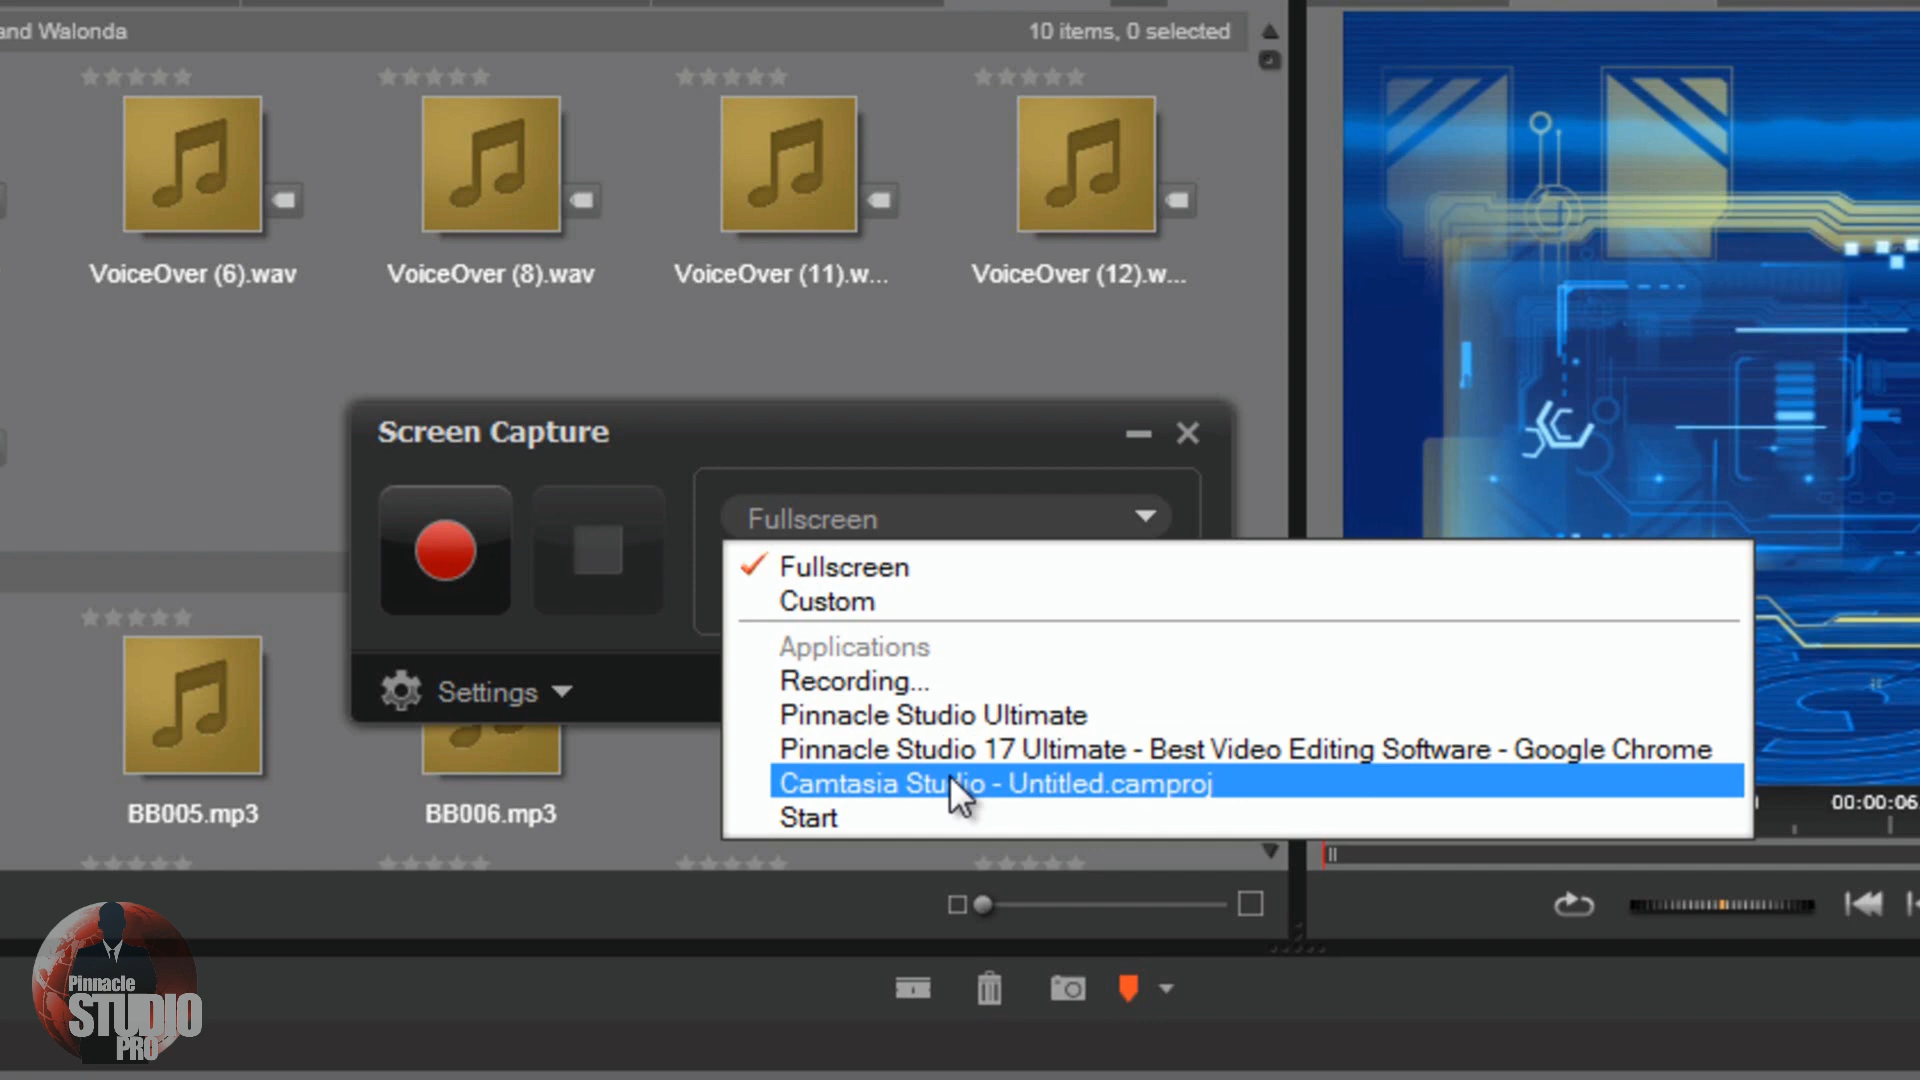 and Walonda
10 items, 0 selected
VoiceOver (6).wav
VoiceOver (8).wav
VoiceOver (11).w...
VoiceOver (12).w...
Screen Capture
Fullscreen
Fullscreen
Custom
Applications
Recording...
Pinnacle Studio Ultimate
Pinnacle Studio 17 Ultimate - Best Video Editing Software - Google Chrome
Camtasia Studio - Untitled.camproj
Start
Settings
BB005.mp3
BB006.mp3
00:00:06
Pinnacle
STUDIO
PRO